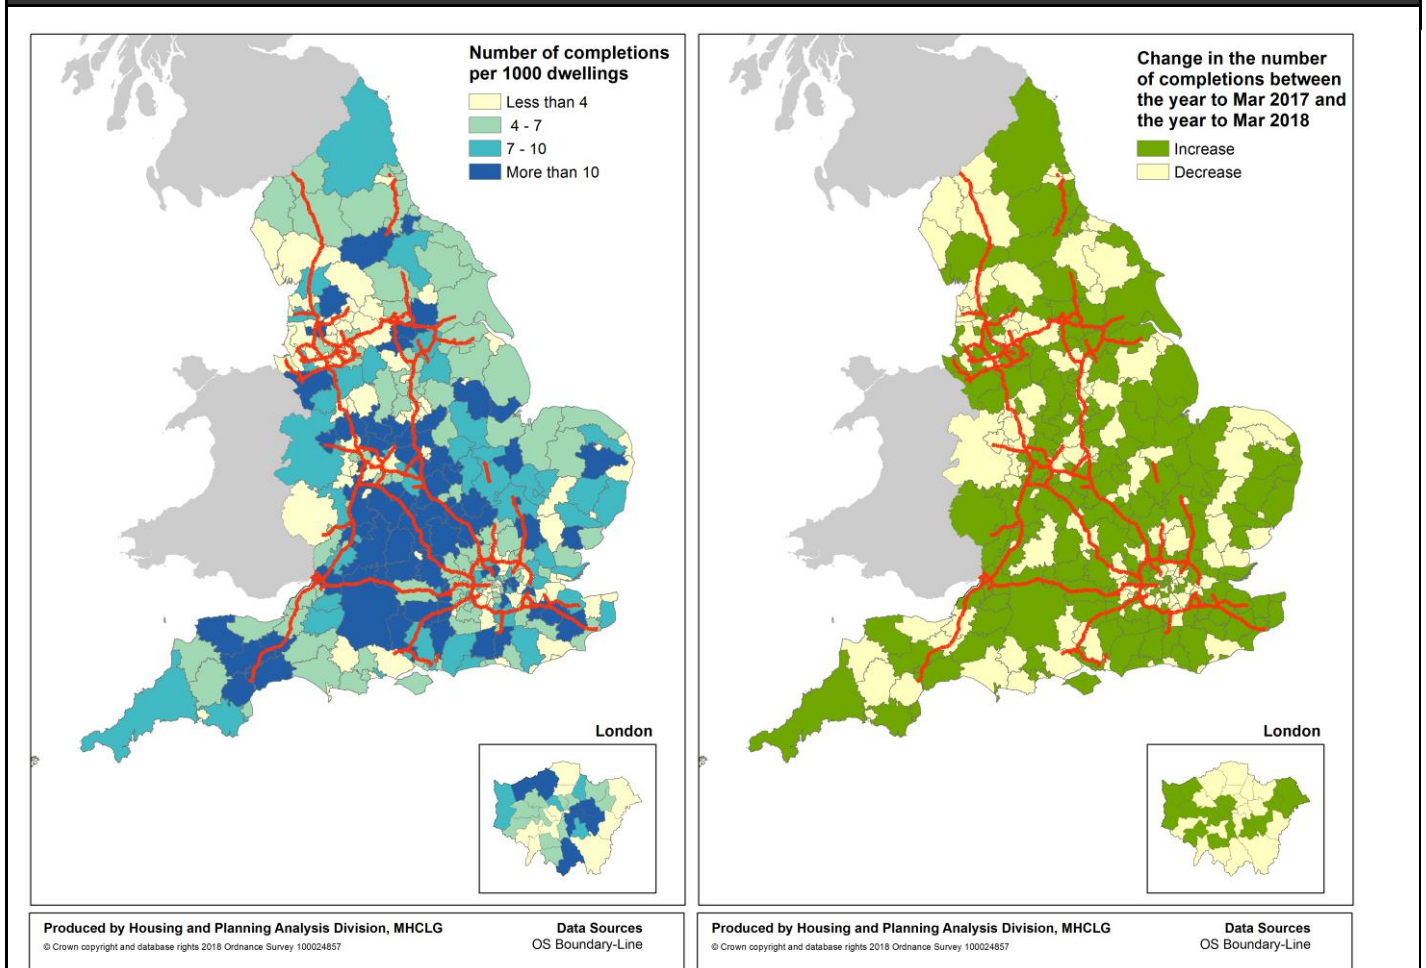 Number of completions
per 1000 dwellings
Less than 4
4 - 7
7 - 10
More than 10
London
Produced by Housing and Planning Analysis Division, MHCLG
© Crown copyright and database rights 2018 Ordnance Survey 100024857
Data Sources
OS Boundary-Line
Change in the number
of completions between
the year to Mar 2017 and
the year to Mar 2018
Increase
Decrease
London
Produced by Housing and Planning Analysis Division, MHCLG
© Crown copyright and database rights 2018 Ordnance Survey 100024857
Data Sources
OS Boundary-Line